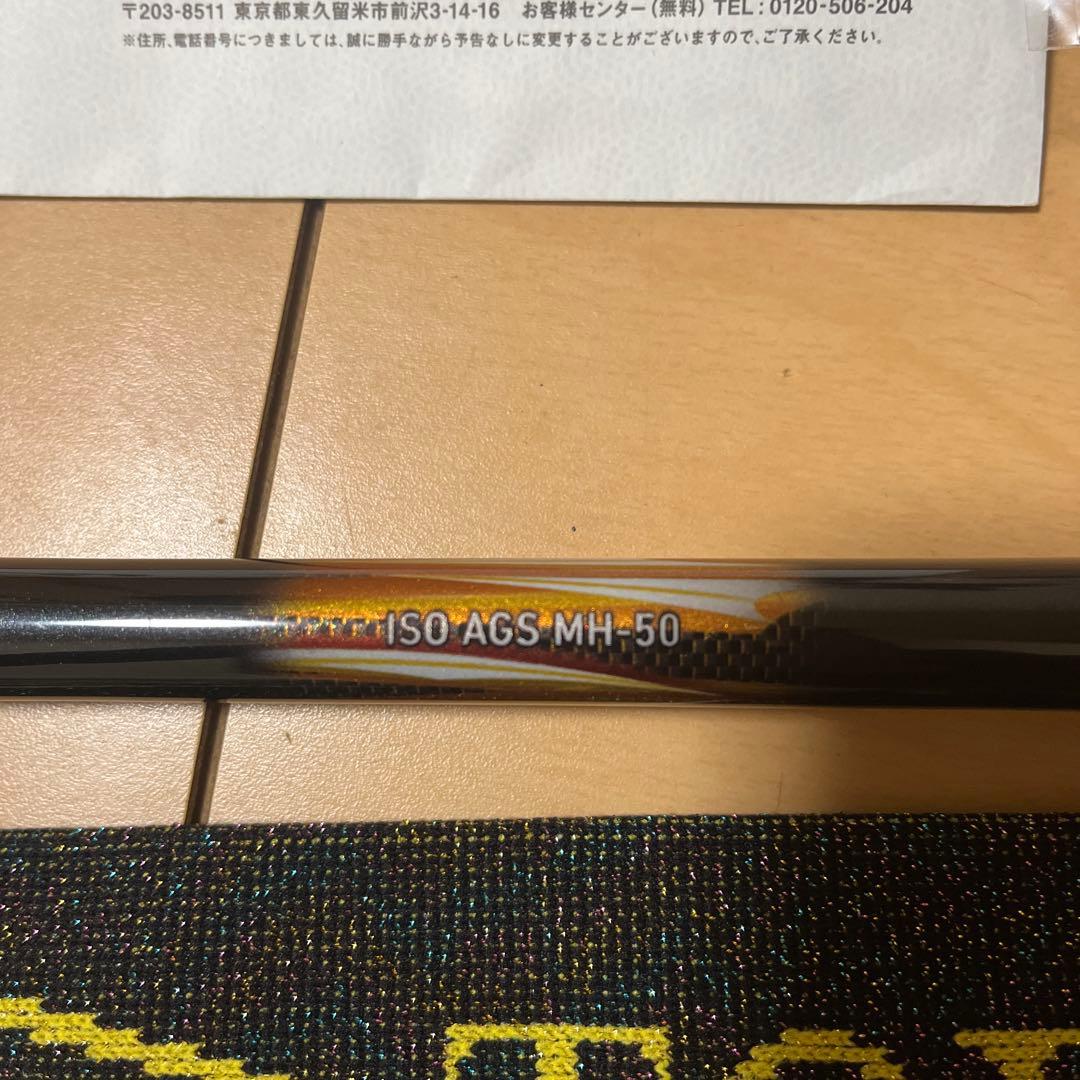 〒203-8511 東京都東久留米市前沢3-14-16 お客様センター(無料) TEL:0120-506-204
※住所、電話番号につきましては、誠に勝手ながら予告なしに変更することがございますので、ご了承ください。
ISO AGS MH-50